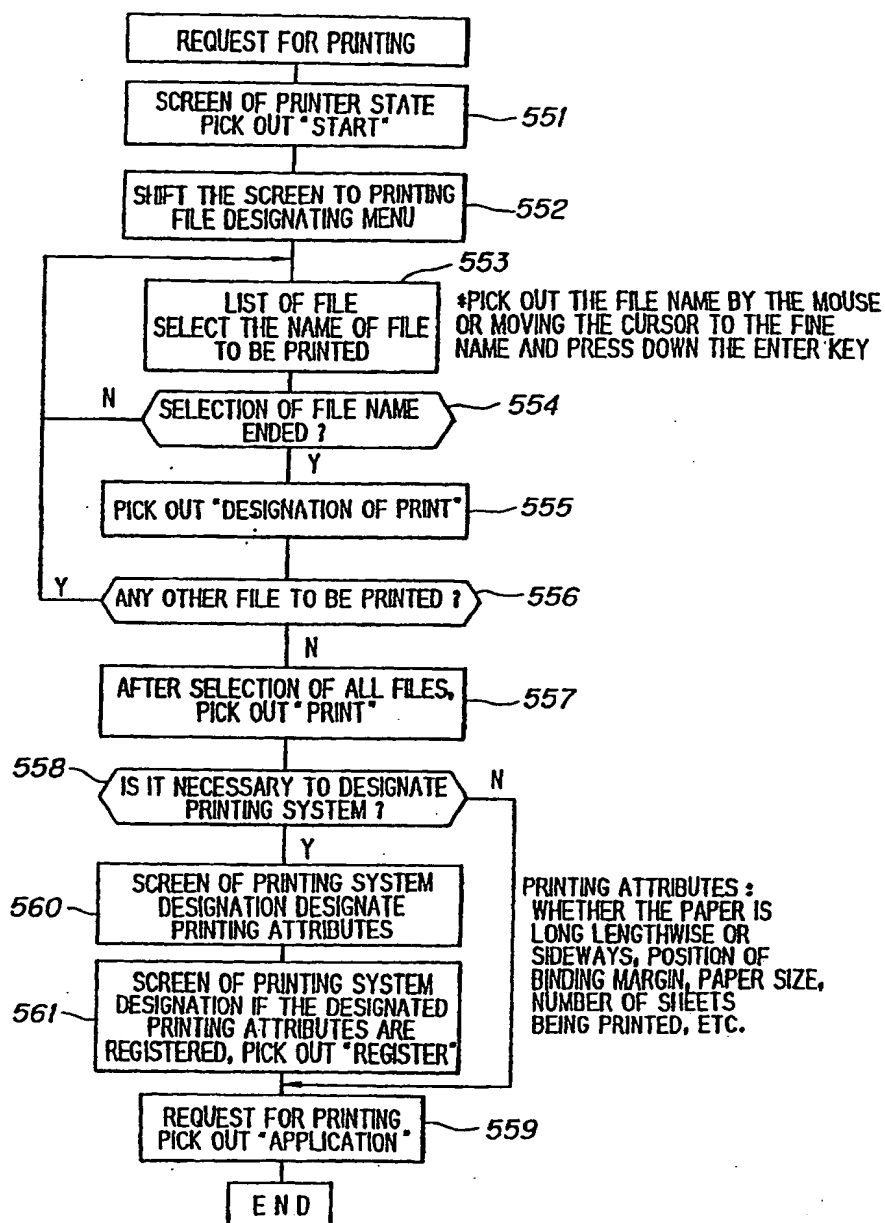 REQUEST FOR PRINTING
SCREEN OF PRINTER STATE
PICK OUT "START"
551
SHIFT THE SCREEN TO PRINTING
FILE DESIGNATING MENU
552
553
LIST OF FILE
SELECT THE NAME OF FILE
TO BE PRINTED
*PICK OUT THE FILE NAME BY THE MOUSE
OR MOVING THE CURSOR TO THE FINE
NAME AND PRESS DOWN THE ENTER KEY
N
SELECTION OF FILE NAME
ENDED ?
554
Y
PICK OUT "DESIGNATION OF PRINT"
555
Y
ANY OTHER FILE TO BE PRINTED ?
556
N
AFTER SELECTION OF ALL FILES,
PICK OUT "PRINT"
557
558
IS IT NECESSARY TO DESIGNATE
PRINTING SYSTEM ?
N
Y
560
SCREEN OF PRINTING SYSTEM
DESIGNATION DESIGNATE
PRINTING ATTRIBUTES
PRINTING ATTRIBUTES :
WHETHER THE PAPER IS
LONG LENGTHWISE OR
SIDEWAYS, POSITION OF
BINDING MARGIN, PAPER SIZE,
NUMBER OF SHEETS
BEING PRINTED, ETC.
561
SCREEN OF PRINTING SYSTEM
DESIGNATION IF THE DESIGNATED
PRINTING ATTRIBUTES ARE
REGISTERED, PICK OUT "REGISTER"
REQUEST FOR PRINTING
PICK OUT "APPLICATION"
559
END